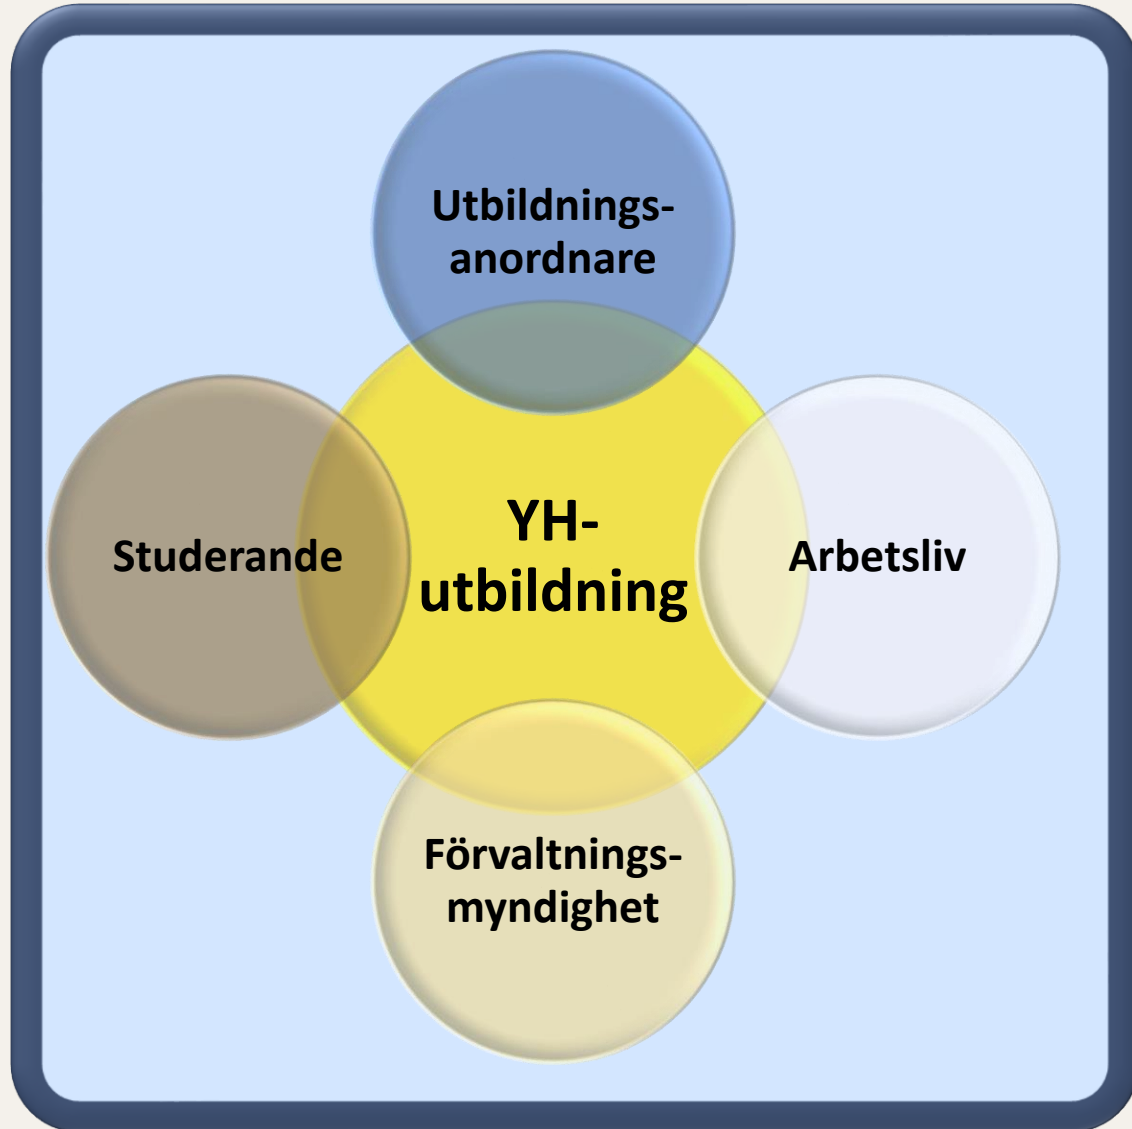 Utbildnings-
anordnare
Studerande
YH-
utbildning
Arbetsliv
Förvaltnings-
myndighet